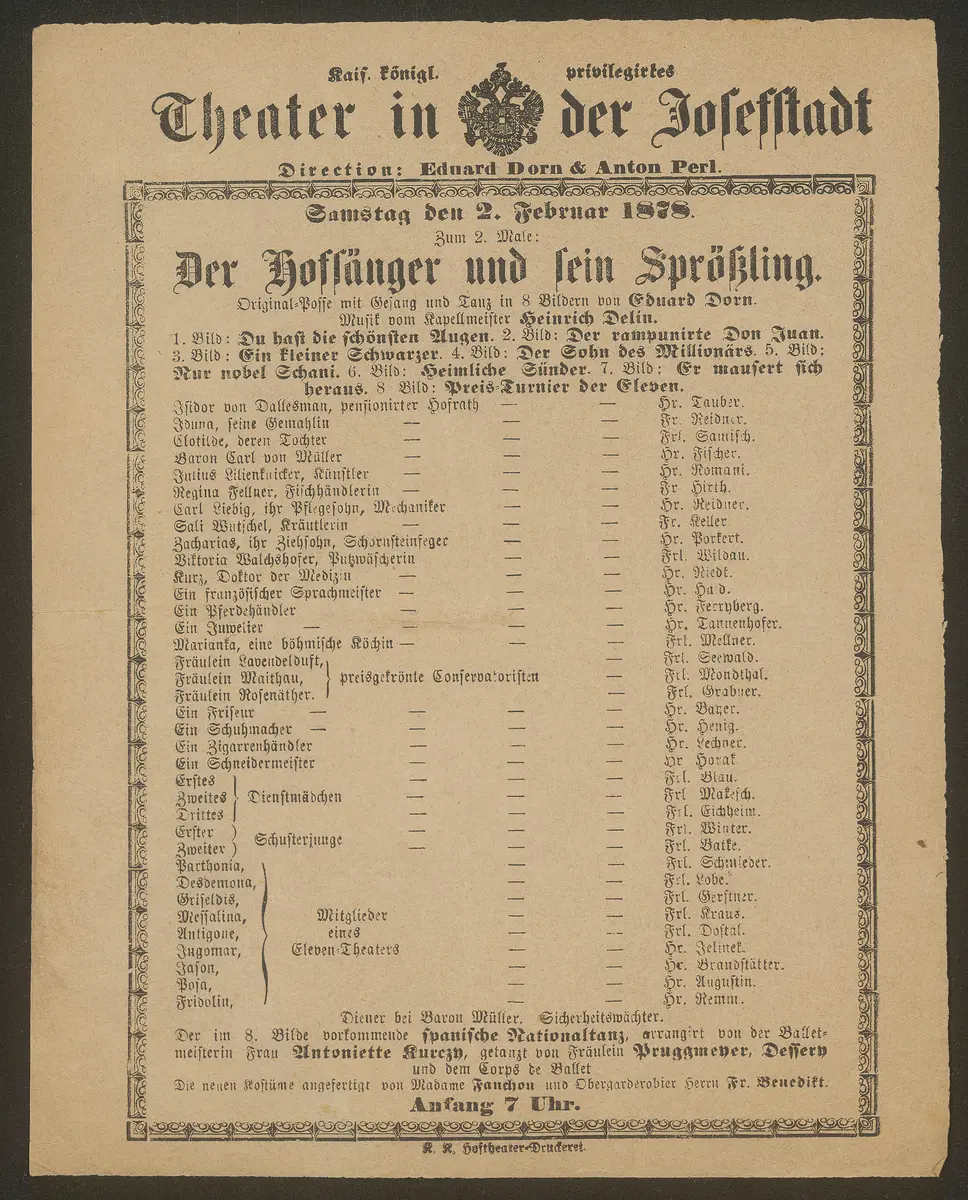 Kais. königl. privilegirtes
Theater in der Josefstadt
Direction: Eduard Dorn & Anton Perl.
Samstag den 2. Februar 1878.
Zum 2. Male:
Der Hofsänger und sein Sprößling.
Original-Posse mit Gesang und Tanz in 8 Bildern von Eduard Dorn.
Musik vom Kapellmeister Heinrich Delin.
1. Bild: Du hast die schönsten Augen. 2. Bild: Der rampunirte Don Juan.
3. Bild: Ein kleiner Schwarzer. 4. Bild: Der Sohn des Millionärs. 5. Bild:
Nur nobel Schani. 6. Bild: Heimliche Sünder. 7. Bild: Er mausert sich
heraus. 8 Bild: Preis-Turnier der Eleven.
Isidor von Dallesman, pensionirter Hofrath — — Hr. Tauber.
Iduna, seine Gemahlin — — — Fr. Reidner.
Clotilde, deren Tochter — — — Frl. Samisch.
Baron Carl von Müller — — — Hr. Fischer.
Julius Lilienknicker, Künstler — — — Hr. Romani.
Regina Fellner, Fischhändlerin — — — Fr Hirth.
Carl Liebig, ihr Pflegesohn, Mechaniker — — Hr. Reidner.
Sali Wutschel, Kräutlerin — — — Fr. Keller
Zacharias, ihr Ziehsohn, Schornsteinfeger — — Hr. Porkert.
Viktoria Walchshofer, Putzwäscherin — — Frl. Wildau.
Kurz, Doktor der Medizin — — — Hr. Riedt.
Ein französischer Sprachmeister — — — Hr. Haid.
Ein Pferdehändler — — — Hr. Ferryberg.
Ein Juwelier — — — — Hr. Tannenhofer.
Marianka, eine böhmische Köchin — — — Frl. Mellner.
Fräulein Lavendelduft, — Frl. Seewald.
Fräulein Maithau, } preisgekrönte Conservatoristen — Frl. Mondthal.
Fräulein Rosenäther. — Frl. Grabner.
Ein Friseur — — — — Hr. Bayer.
Ein Schuhmacher — — — — Hr. Henig.
Ein Zigarrenhändler — — — Hr. Lechner.
Ein Schneidermeister — — — Hr Horak
Erstes — — — Frl. Blau.
Zweites } Dienstmädchen — — — Frl. Makesch.
Drittes — — — Frl. Eichheim.
Erster ) — — — Frl. Winter.
Schusterjunge
Zweiter ) — — — Frl. Batke.
Parthonia, — — Frl. Schmieder.
Desdemona, — — Frl. Lobe.
Griseldis, — — Frl. Gerstner.
Messalina, Mitglieder — — Frl. Kraus.
Antigone, eines — — Frl. Dostal.
Ingomar, Eleven-Theaters — — Hr. Jelinek.
Jason, — — Hr. Brandstätter.
Posa, — — Hr. Augustin.
Fridolin, — — Hr. Remm.
Diener bei Baron Müller. Sicherheitswächter.
Der im 8. Bilde vorkommende spanische Nationaltanz, arrangirt von der Ballet-
meisterin Frau Antoniette Kurczy, getanzt von Fräulein Pruggmeyer, Dessery
und dem Corps de Ballet
Die neuen Kostüme angefertigt von Madame Fanchon und Obergarderobier Herrn Fr. Benedikt.
Anfang 7 Uhr.
K. K. Hoftheater-Druckerei.